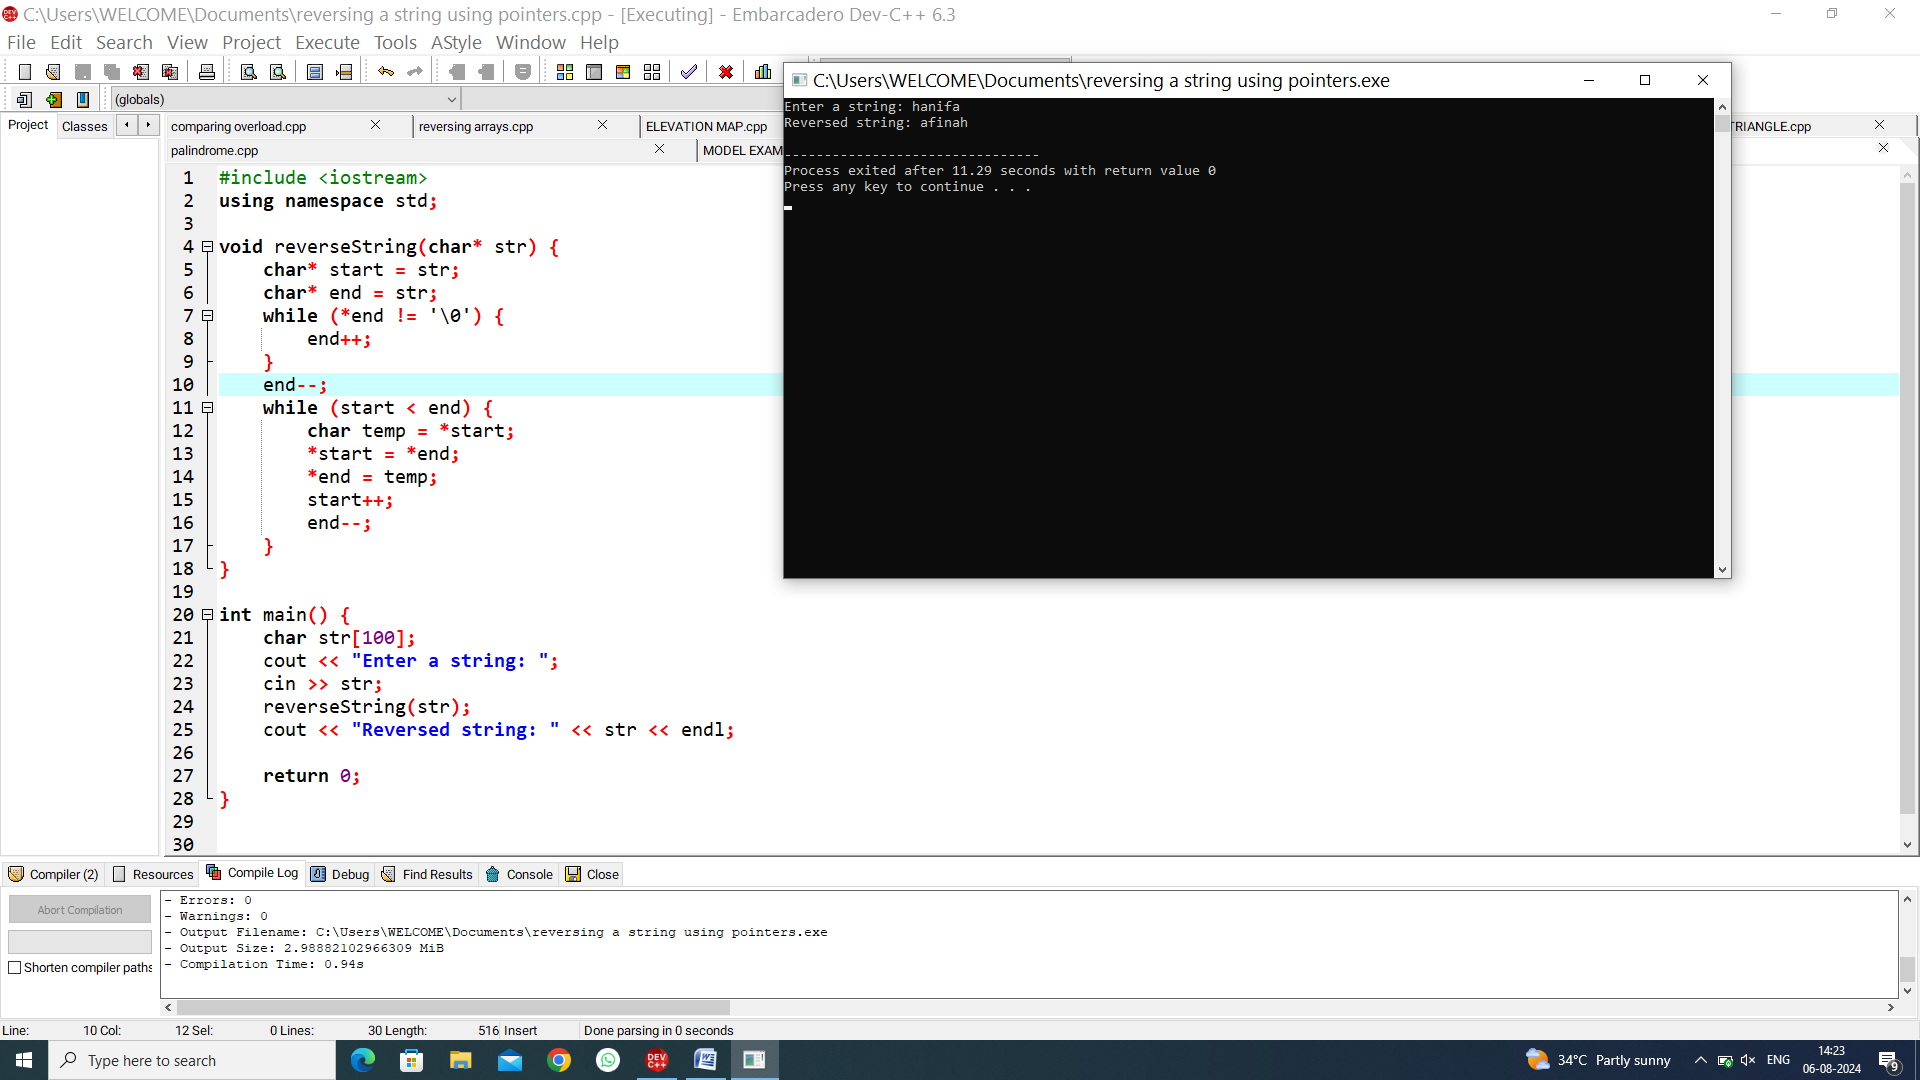 C:\Users\WELCOME\Documents\reversing a string using pointers.cpp - [Executing] - Embarcadero Dev-C++ 6.3
File Edit Search View Project Execute Tools AStyle Window Help
(globals)
Project Classes
comparing overload.cpp
reversing arrays.cpp
ELEVATION MAP.cpp
TRIANGLE.cpp
palindrome.cpp
MODEL EXAM
1 #include <iostream>
2 using namespace std;
3
4 void reverseString(char* str) {
5 char* start = str;
6 char* end = str;
7 while (*end != '\0') {
8 end++;
9 }
10 end--;
11 while (start < end) {
12 char temp = *start;
13 *start = *end;
14 *end = temp;
15 start++;
16 end--;
17 }
18 }
19
20 int main() {
21 char str[100];
22 cout << "Enter a string: ";
23 cin >> str;
24 reverseString(str);
25 cout << "Reversed string: " << str << endl;
26
27 return 0;
28 }
29
30
C:\Users\WELCOME\Documents\reversing a string using pointers.exe
Enter a string: hanifa
Reversed string: afinah
--------------------------------
Process exited after 11.29 seconds with return value 0
Press any key to continue . . .
Compiler (2) Resources Compile Log Debug Find Results Console Close
Abort Compilation
Shorten compiler paths
- Errors: 0
- Warnings: 0
- Output Filename: C:\Users\WELCOME\Documents\reversing a string using pointers.exe
- Output Size: 2.98882102966309 MiB
- Compilation Time: 0.94s
Line: 10 Col: 12 Sel: 0 Lines: 30 Length: 516 Insert Done parsing in 0 seconds
Type here to search
DEV C++
34°C Partly sunny
ENG
14:23
06-08-2024
9